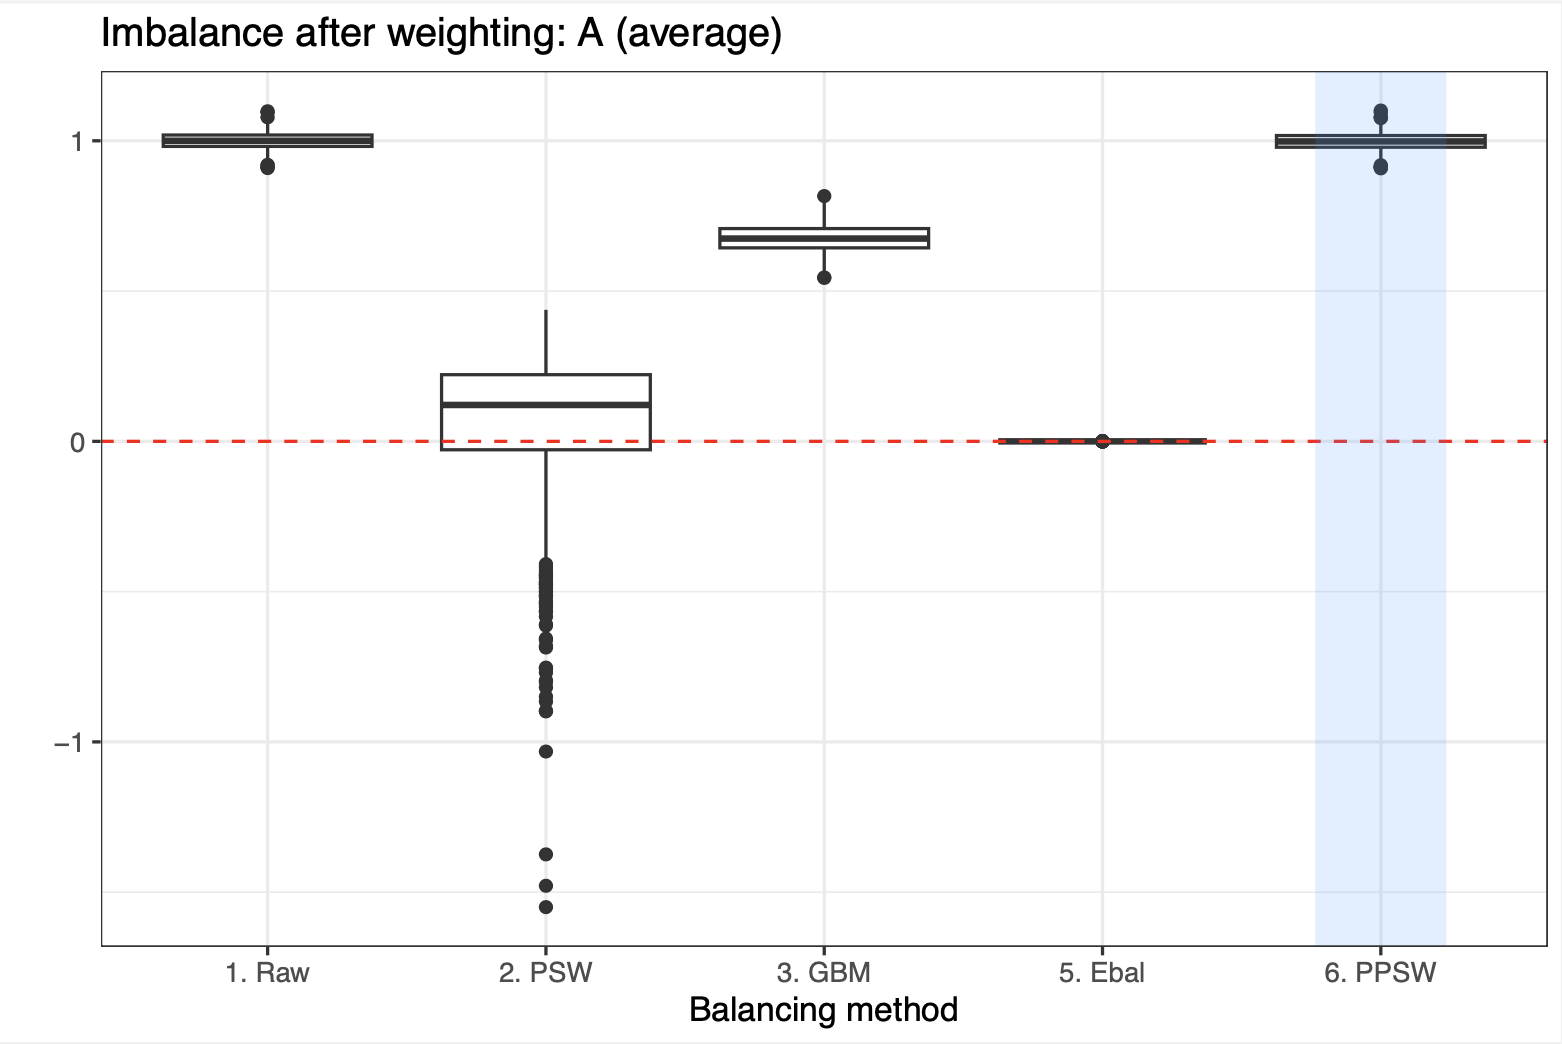 Imbalance after weighting: A (average)
1
0
−1
1. Raw
2. PSW
3. GBM
5. Ebal
6. PPSW
Balancing method